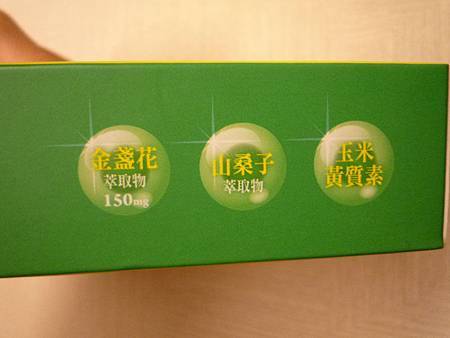 金盞花
萃取物
150mg
山桑子
萃取物
玉米
黃質素